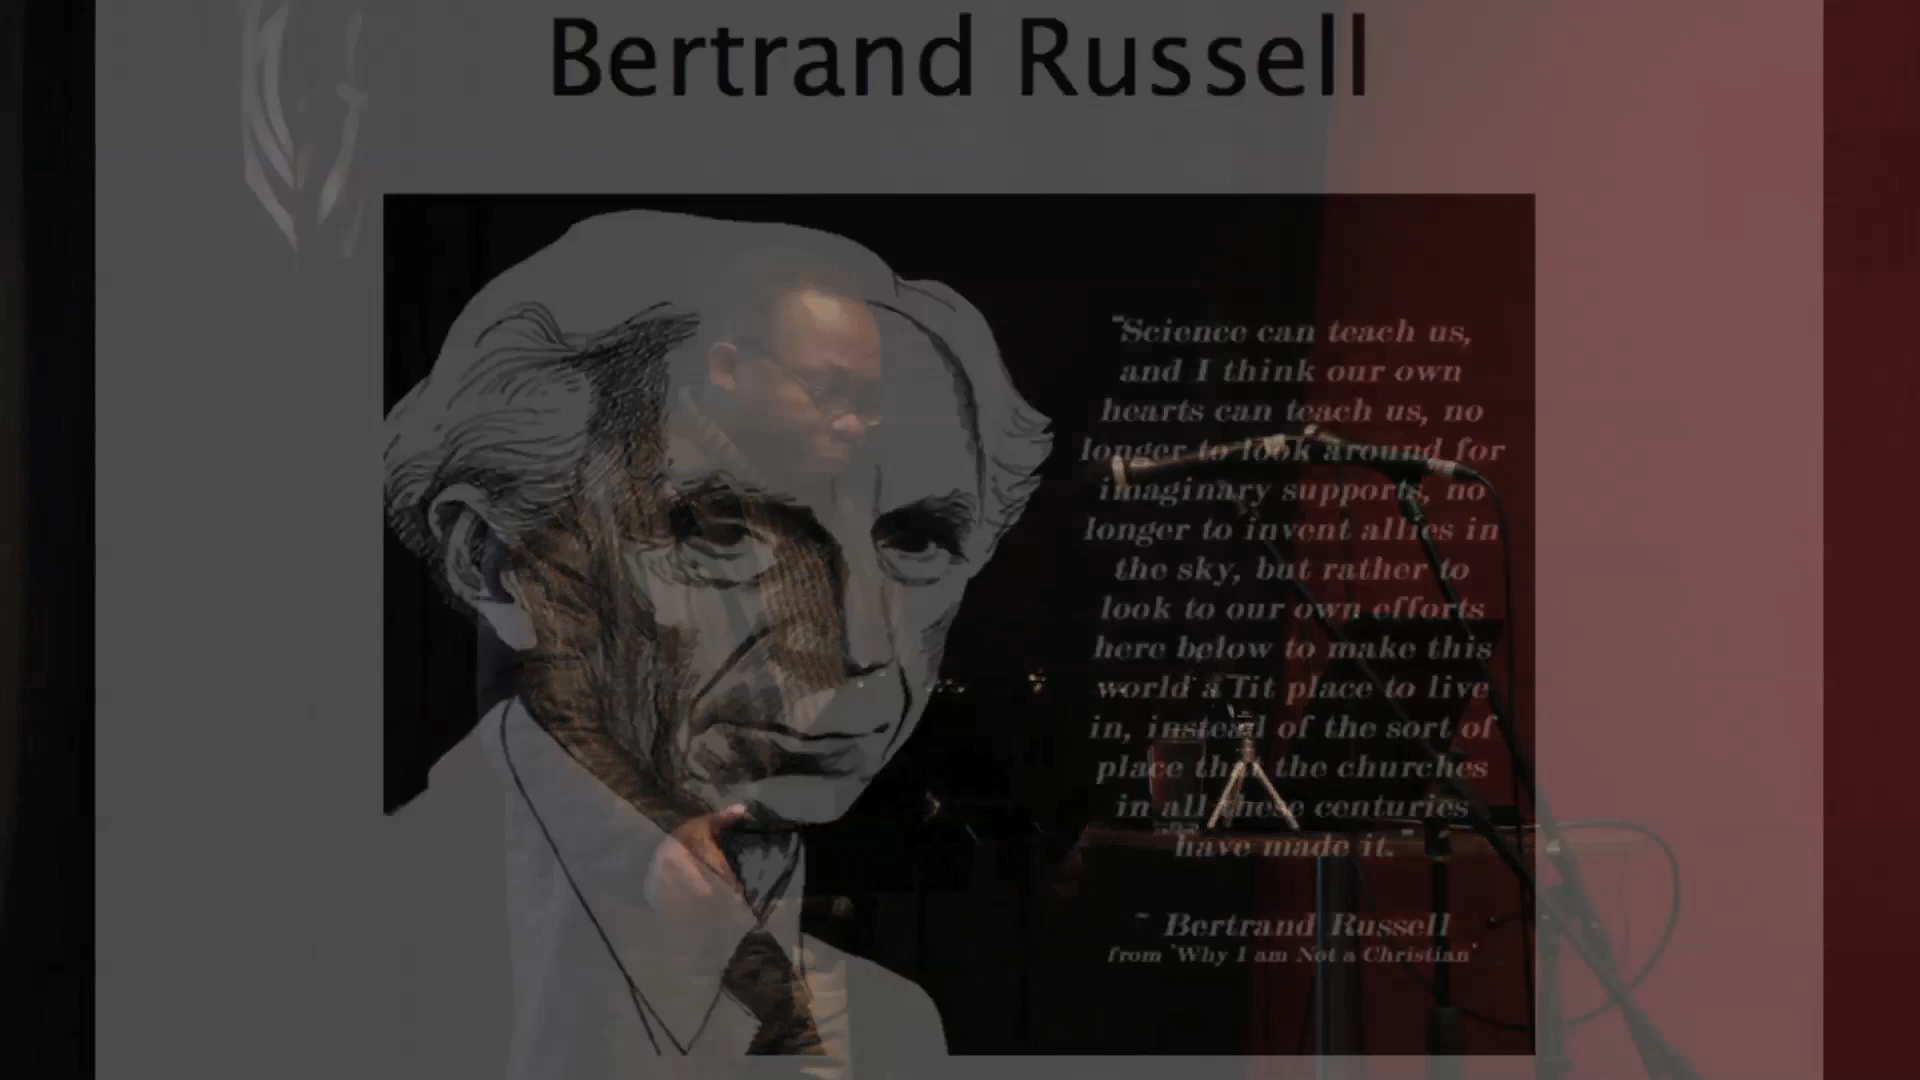 Bertrand Russell
"Science can teach us,
and I think our own
hearts can teach us, no
longer to look around for
imaginary supports, no
longer to invent allies in
the sky, but rather to
look to our own efforts
here below to make this
world a fit place to live
in, instead of the sort of
place that the churches
in all these centuries
have made it."
~ Bertrand Russell
from 'Why I am Not a Christian'